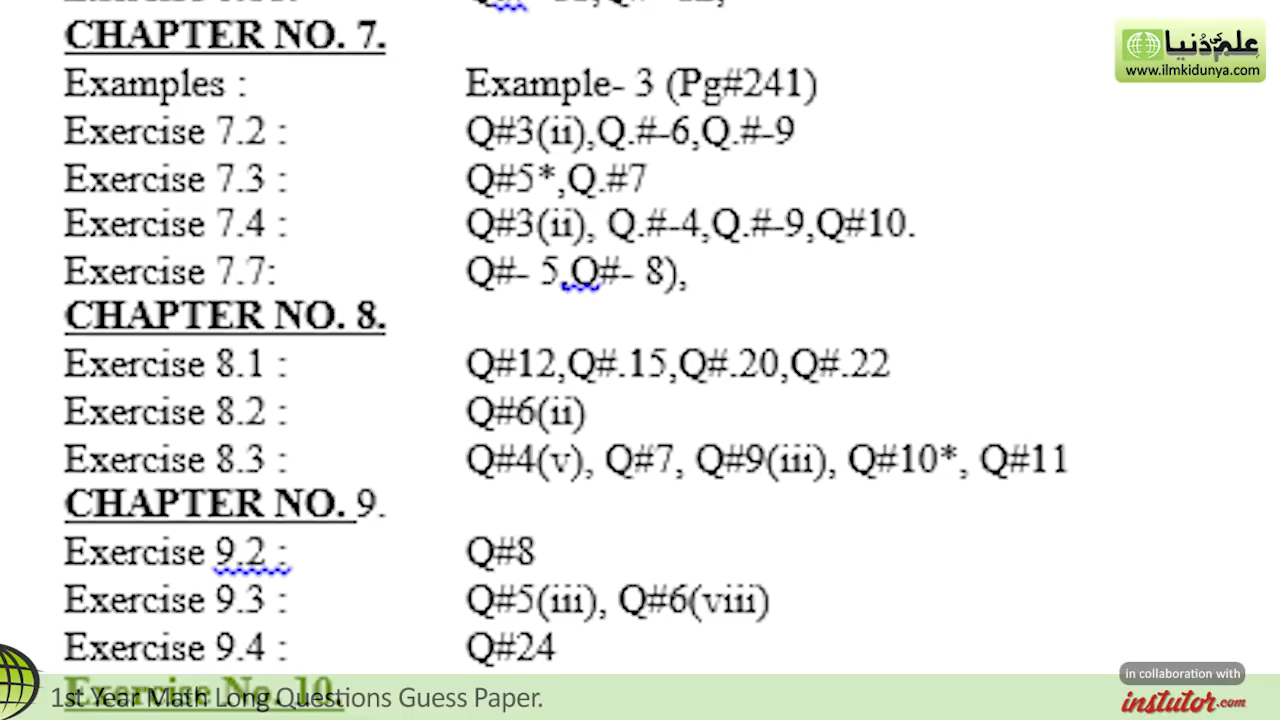 CHAPTER NO. 7.
Examples : Example- 3 (Pg#241)
Exercise 7.2 : Q#3(ii),Q.#-6,Q.#-9
Exercise 7.3 : Q#5*,Q.#7
Exercise 7.4 : Q#3(ii), Q.#-4,Q.#-9,Q#10.
Exercise 7.7: Q#- 5,Q#- 8),
CHAPTER NO. 8.
Exercise 8.1 : Q#12,Q#.15,Q#.20,Q#.22
Exercise 8.2 : Q#6(ii)
Exercise 8.3 : Q#4(v), Q#7, Q#9(iii), Q#10*, Q#11
CHAPTER NO. 9.
Exercise 9.2 : Q#8
Exercise 9.3 : Q#5(iii), Q#6(viii)
Exercise 9.4 : Q#24
Exercise No. 10.
1st Year Math Long Questions Guess Paper.
علم کی دنیا
www.ilmkidunya.com
in collaboration with
instutor.com